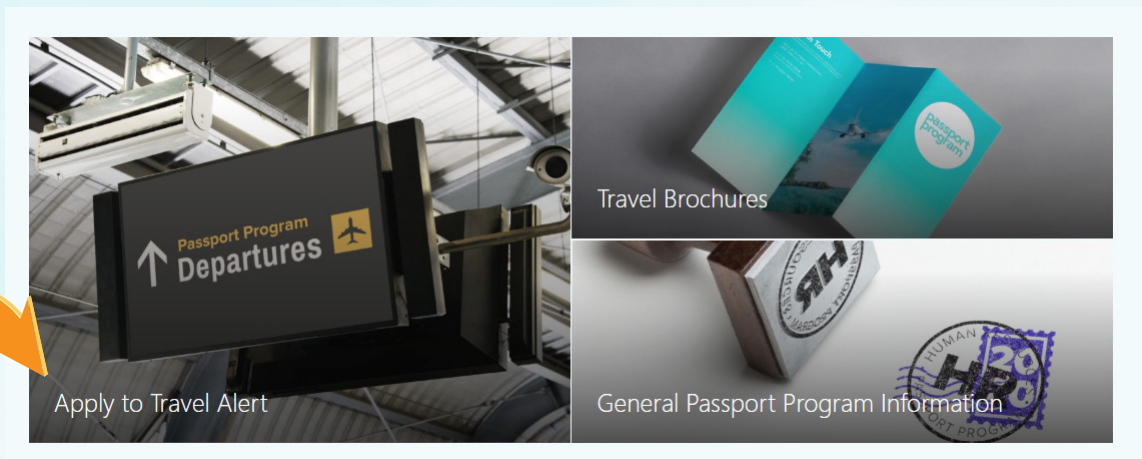 Passport Program
Departures
Apply to Travel Alert
Touch
passport
program
Travel Brochures
HR
HUMAN
HR
20
General Passport Program Information